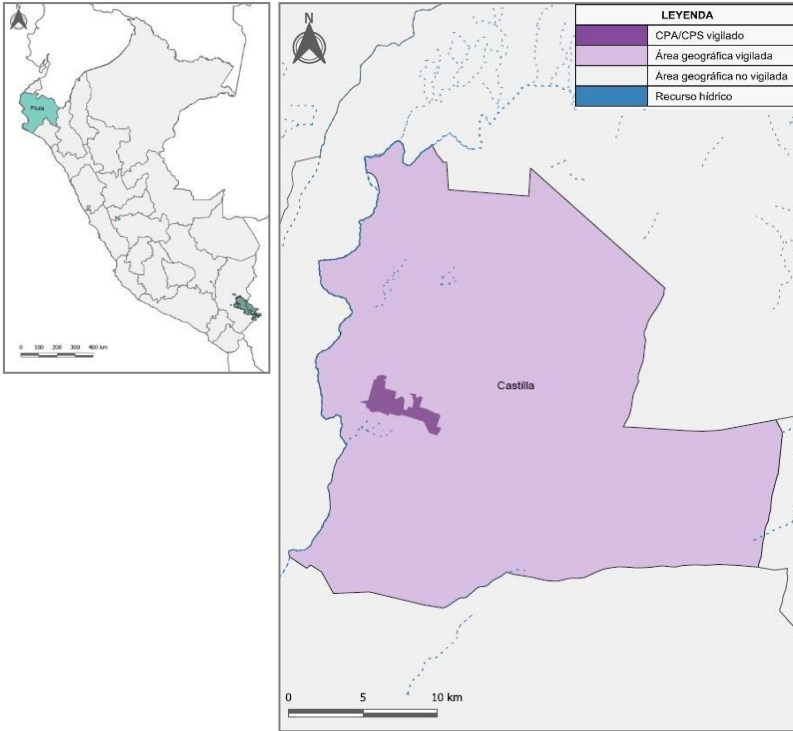 N
Piura
0 100 200 300 400 km
N
LEYENDA
CPA/CPS vigilado
Área geográfica vigilada
Área geográfica no vigilada
Recurso hídrico
Castilla
0 5 10 km